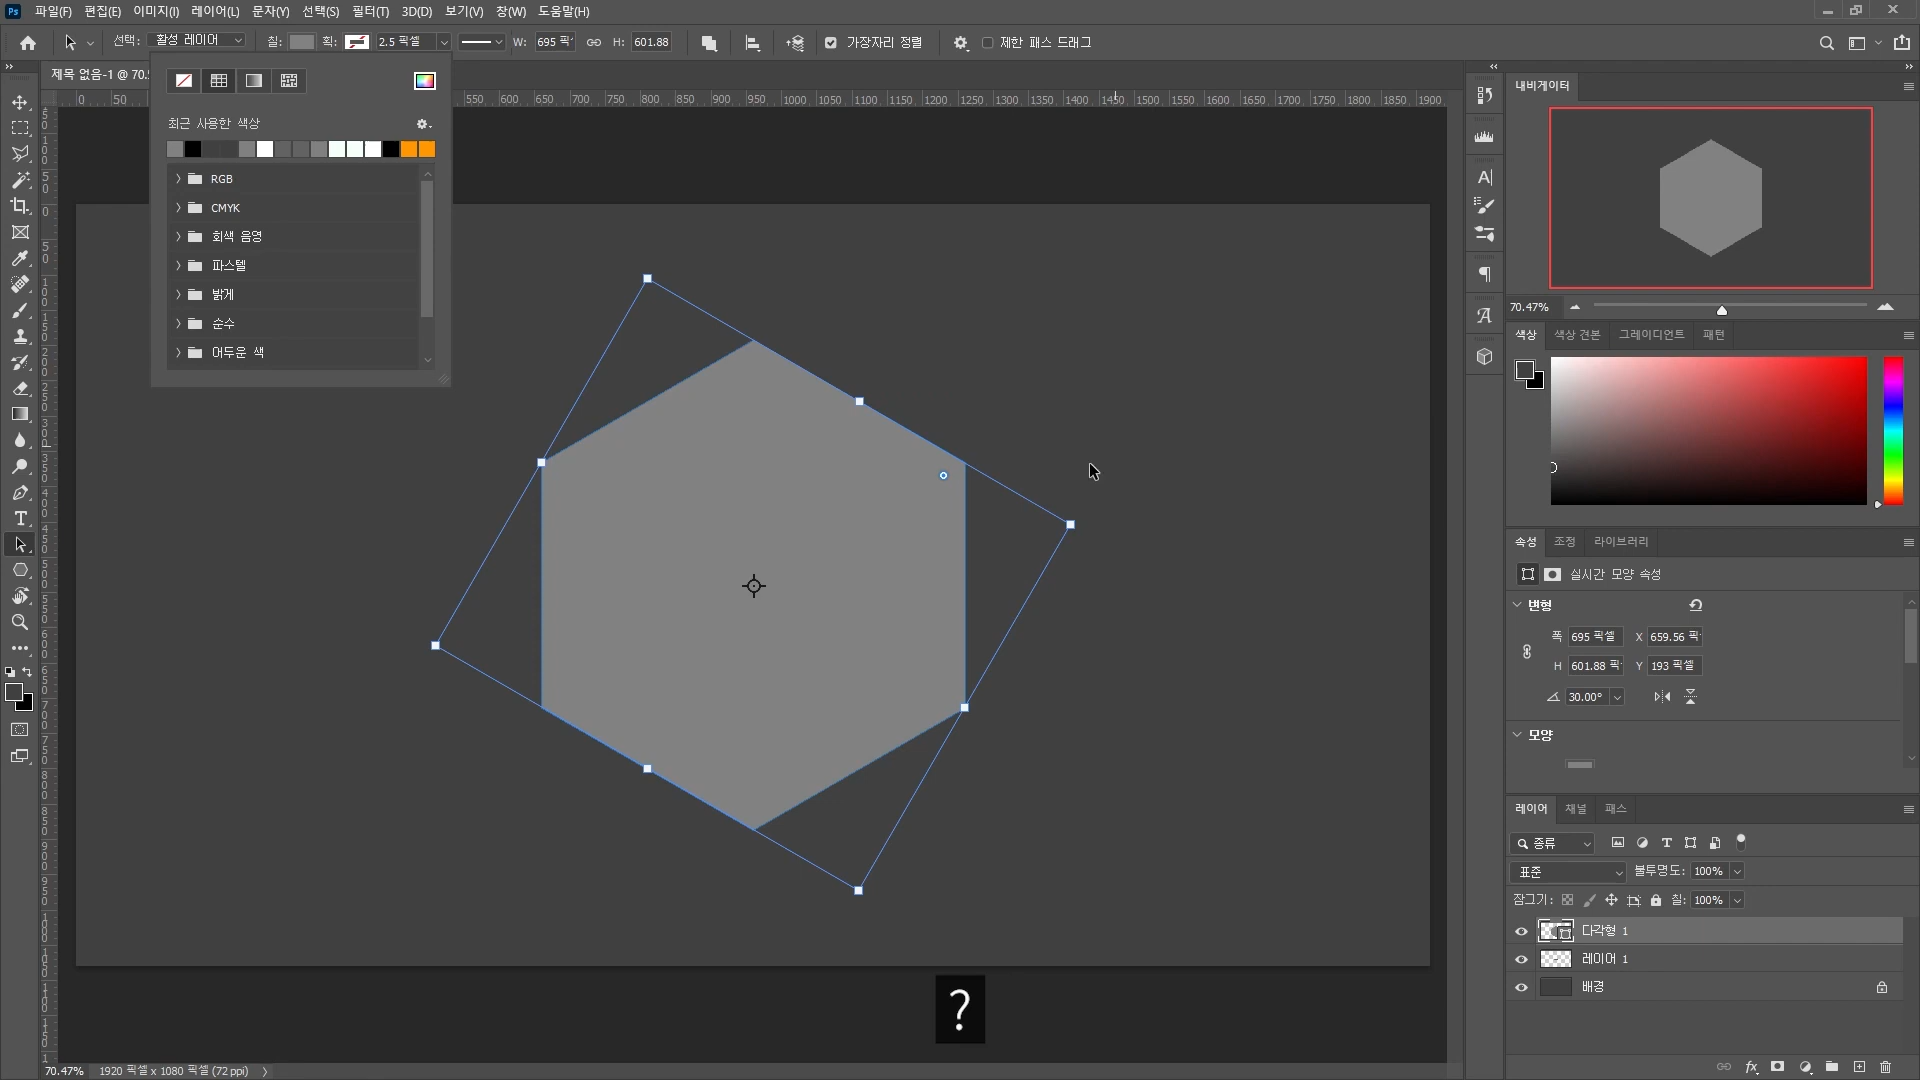 Ps 파일(F) 편집(E) 이미지(I) 레이어(L) 문자(Y) 선택(S) 필터(T) 3D(D) 보기(V) 창(W) 도움말(H)
선택: 활성 레이어 칠: 획: 2.5 픽셀 W: 695 픽 H: 601.88 가장자리 정렬 제한 패스 드래그
제목 없음-1 @ 70.5
0 50 550 600 650 700 750 800 850 900 950 1000 1050 1100 1150 1200 1250 1300 1350 1400 1450 1500 1550 1600 1650 1700 1750 1800 1850 1900
최근 사용한 색상
RGB
CMYK
회색 음영
파스텔
밝게
순수
어두운 색
내비게이터
70.47%
색상 색상 견본 그레이디언트 패턴
속성 조정 라이브러리
실시간 모양 속성
변형
폭 695 픽셀 X 659.56 픽
H 601.88 픽 Y 193 픽셀
30.00°
모양
레이어 채널 패스
종류
표준 불투명도: 100%
잠그기: 칠: 100%
다각형 1
레이어 1
배경
?
70.47% 1920 픽셀 x 1080 픽셀 (72 ppi)